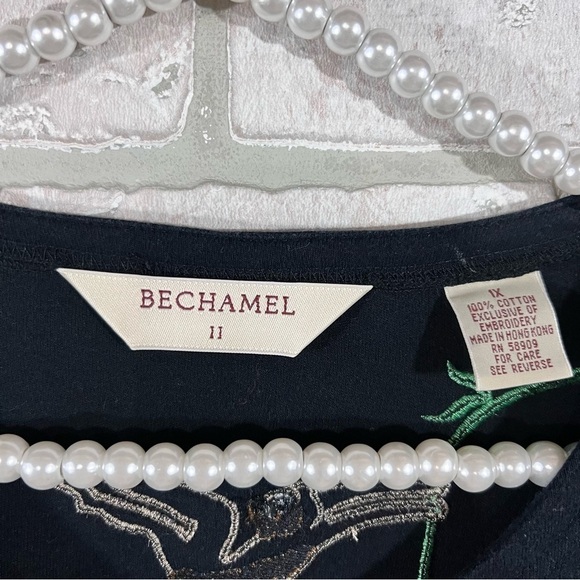 BECHAMEL
II
1X
100% COTTON
EXCLUSIVE OF
EMBROIDERY
MADE IN HONG KONG
RN 58909
FOR CARE
SEE REVERSE